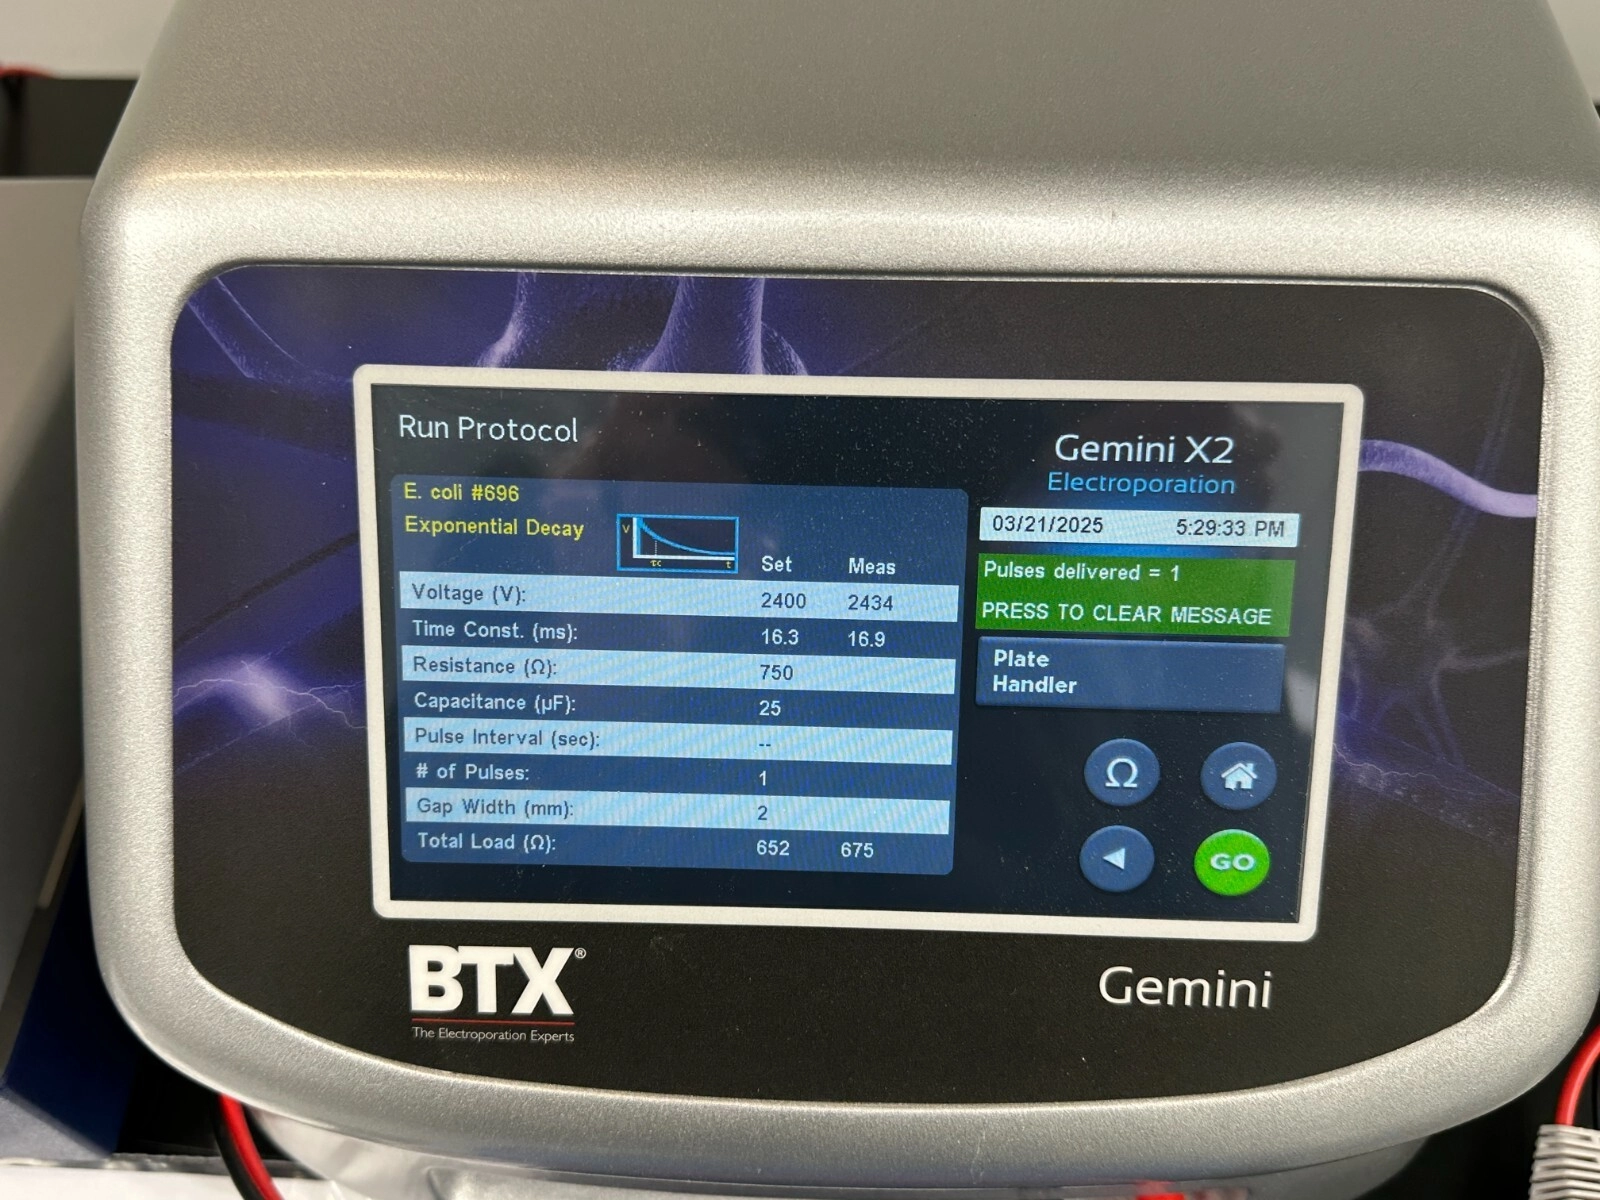 Run Protocol
Gemini X2
Electroporation
E. coli #696
Exponential Decay
V
τc t
03/21/2025 5:29:33 PM
Pulses delivered = 1
PRESS TO CLEAR MESSAGE
Plate
Handler
Set Meas
Voltage (V): 2400 2434
Time Const. (ms): 16.3 16.9
Resistance (Ω): 750
Capacitance (µF): 25
Pulse Interval (sec): --
# of Pulses: 1
Gap Width (mm): 2
Total Load (Ω): 652 675
Ω
GO
BTX®
The Electroporation Experts
Gemini